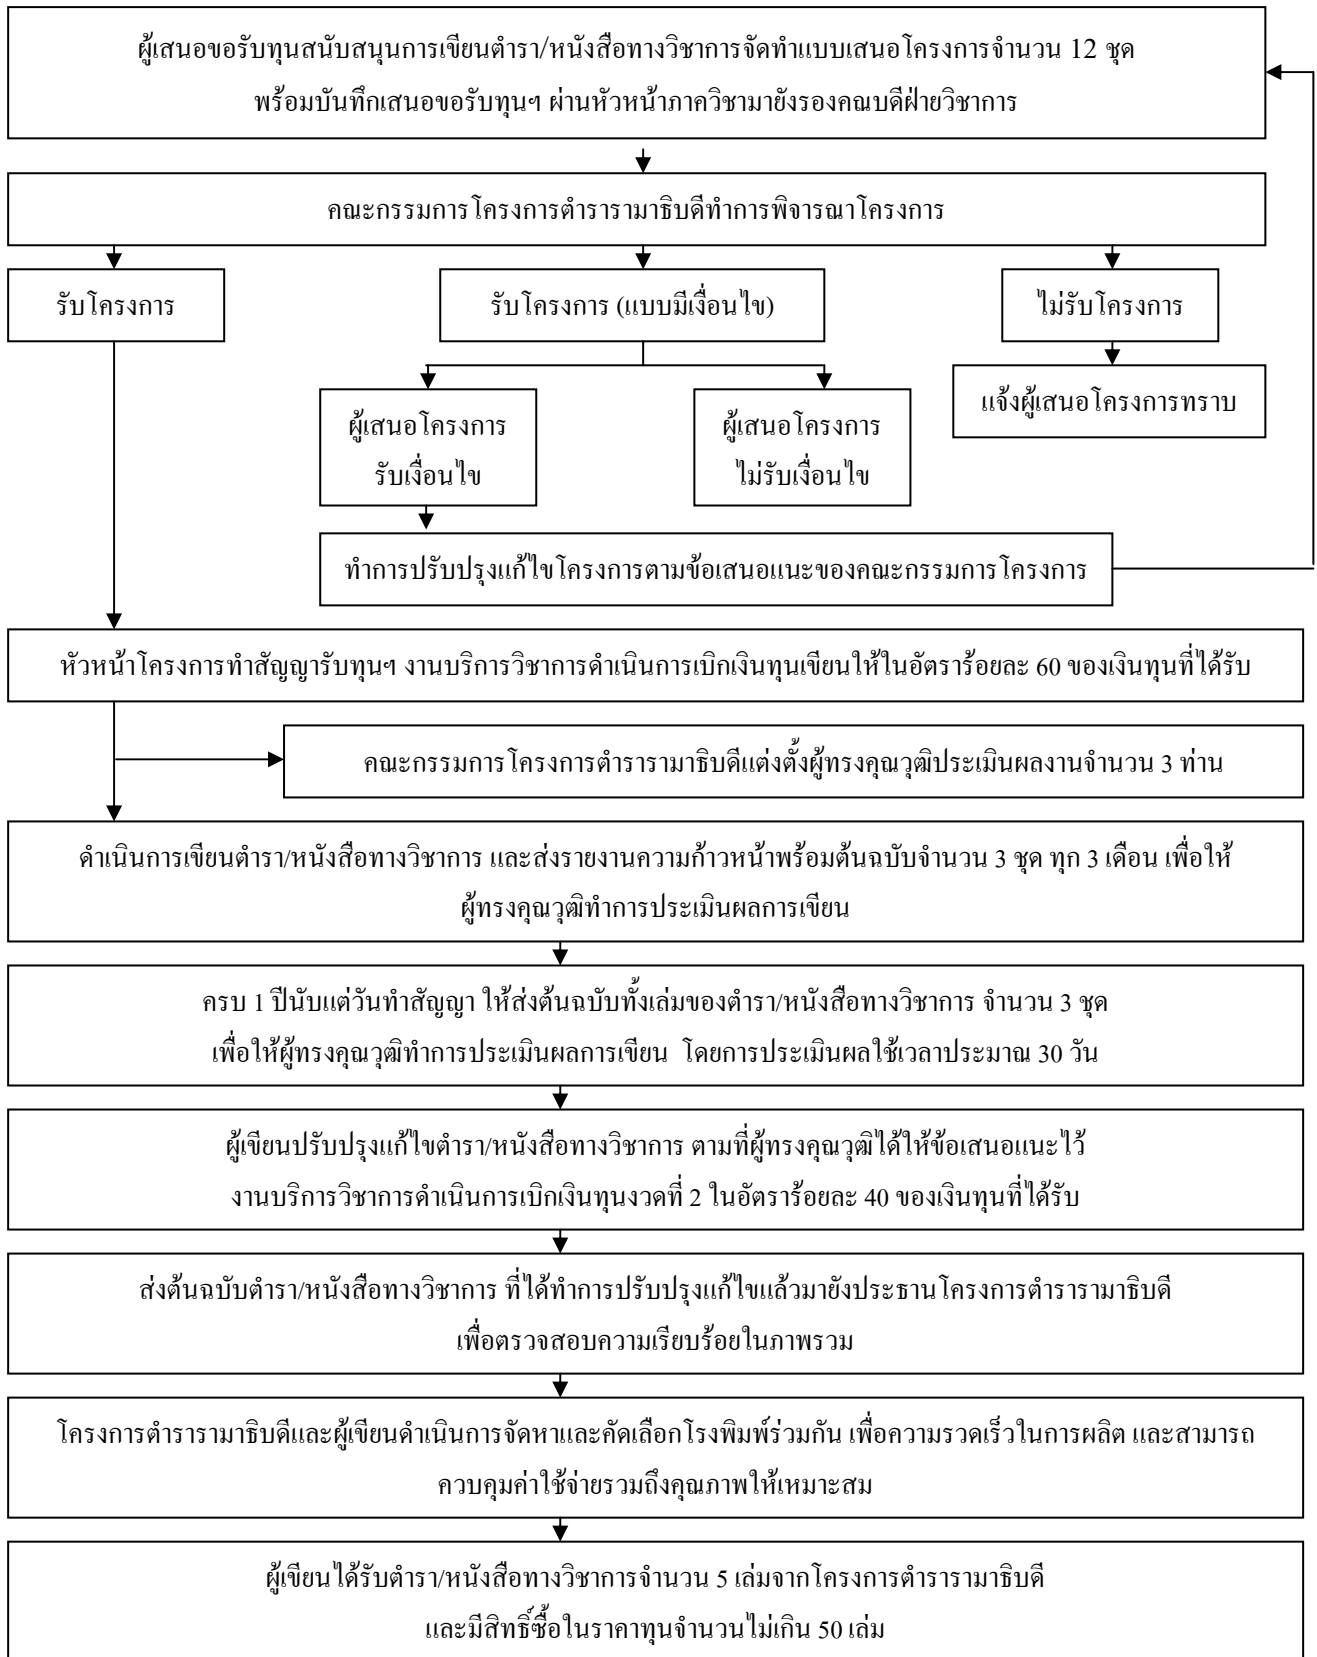 ผู้เสนอขอรับทุนสนับสนุนการเขียนตำรา/หนังสือทางวิชาการจัดทำแบบเสนอโครงการจำนวน 12 ชุด
พร้อมบันทึกเสนอขอรับทุนฯ ผ่านหัวหน้าภาควิชามายังรองคณบดีฝ่ายวิชาการ
คณะกรรมการโครงการตำรารามาธิบดีทำการพิจารณาโครงการ
รับโครงการ
รับโครงการ (แบบมีเงื่อนไข)
ไม่รับโครงการ
แจ้งผู้เสนอโครงการทราบ
ผู้เสนอโครงการ
รับเงื่อนไข
ผู้เสนอโครงการ
ไม่รับเงื่อนไข
ทำการปรับปรุงแก้ไขโครงการตามข้อเสนอแนะของคณะกรรมการโครงการ
หัวหน้าโครงการทำสัญญารับทุนฯ งานบริการวิชาการดำเนินการเบิกเงินทุนเขียนให้ในอัตราร้อยละ 60 ของเงินทุนที่ได้รับ
คณะกรรมการโครงการตำรารามาธิบดีแต่งตั้งผู้ทรงคุณวุฒิประเมินผลงานจำนวน 3 ท่าน
ดำเนินการเขียนตำรา/หนังสือทางวิชาการ และส่งรายงานความก้าวหน้าพร้อมต้นฉบับจำนวน 3 ชุด ทุก 3 เดือน เพื่อให้
ผู้ทรงคุณวุฒิทำการประเมินผลการเขียน
ครบ 1 ปีนับแต่วันทำสัญญา ให้ส่งต้นฉบับทั้งเล่มของตำรา/หนังสือทางวิชาการ จำนวน 3 ชุด
เพื่อให้ผู้ทรงคุณวุฒิทำการประเมินผลการเขียน โดยการประเมินผลใช้เวลาประมาณ 30 วัน
ผู้เขียนปรับปรุงแก้ไขตำรา/หนังสือทางวิชาการ ตามที่ผู้ทรงคุณวุฒิได้ให้ข้อเสนอแนะไว้
งานบริการวิชาการดำเนินการเบิกเงินทุนงวดที่ 2 ในอัตราร้อยละ 40 ของเงินทุนที่ได้รับ
ส่งต้นฉบับตำรา/หนังสือทางวิชาการ ที่ได้ทำการปรับปรุงแก้ไขแล้วมายังประธานโครงการตำรารามาธิบดี
เพื่อตรวจสอบความเรียบร้อยในภาพรวม
โครงการตำรารามาธิบดีและผู้เขียนดำเนินการจัดหาและคัดเลือกโรงพิมพ์ร่วมกัน เพื่อความรวดเร็วในการผลิต และสามารถ
ควบคุมค่าใช้จ่ายรวมถึงคุณภาพให้เหมาะสม
ผู้เขียนได้รับตำรา/หนังสือทางวิชาการจำนวน 5 เล่มจากโครงการตำรารามาธิบดี
และมีสิทธิ์ซื้อในราคาทุนจำนวนไม่เกิน 50 เล่ม